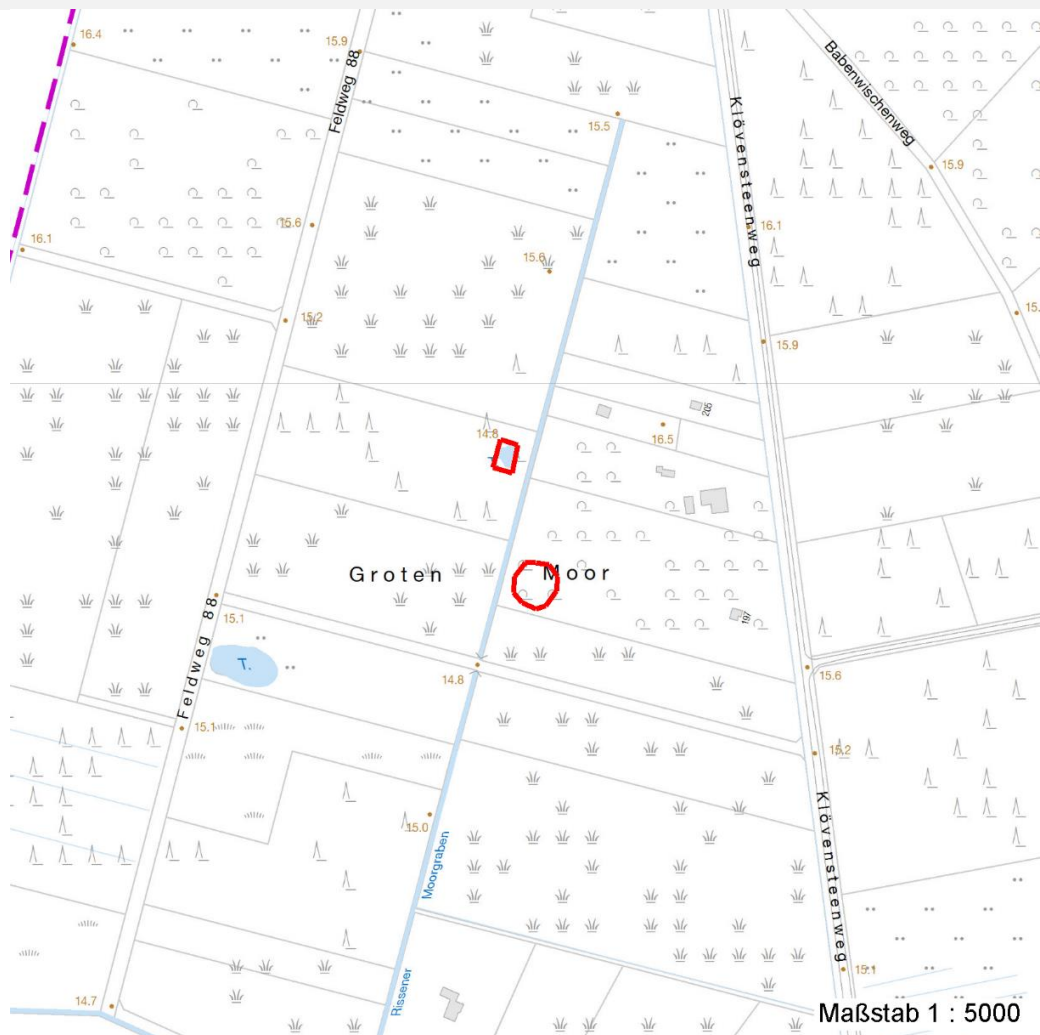 16.4
15.9
Feldweg 88
Babenwischenweg
15.5
Klövensteenweg
15.9
15.6
16.1
16.1
15.6
15.2
15.9
205
14.8
16.5
Groten Moor
15.1
197
Feldweg 88
T.
14.8
15.6
15.1
15.2
15.0
Moorgraben
Klövensteenweg
15.1
Rissener
14.7
Maßstab 1 : 5000